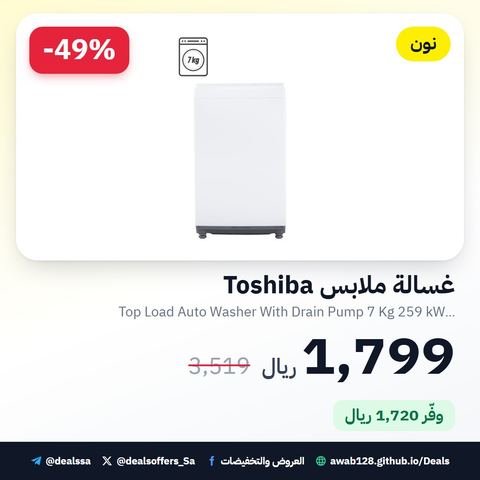 -49%
نون
7kg
غسالة ملابس Toshiba
Top Load Auto Washer With Drain Pump 7 Kg 259 kW...
1,799 ريال 3,519
وفّر 1,720 ريال
@dealssa @dealsoffers_Sa العروض والتخفيضات awab128.github.io/Deals